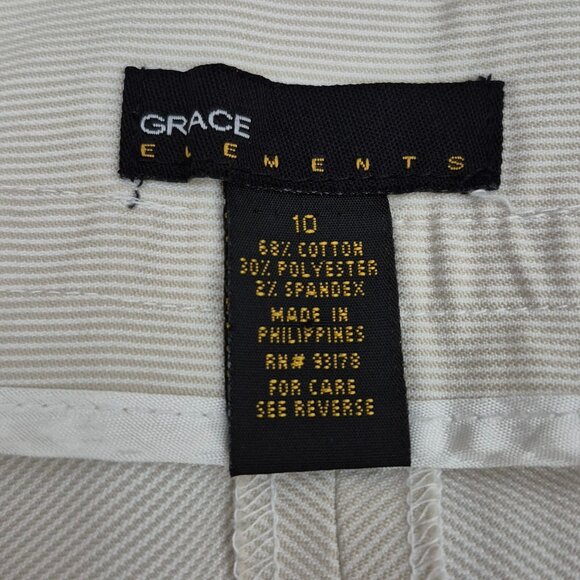 GRACE
ELEMENTS
10
68% COTTON
30% POLYESTER
2% SPANDEX
MADE IN
PHILIPPINES
RN# 93178
FOR CARE
SEE REVERSE